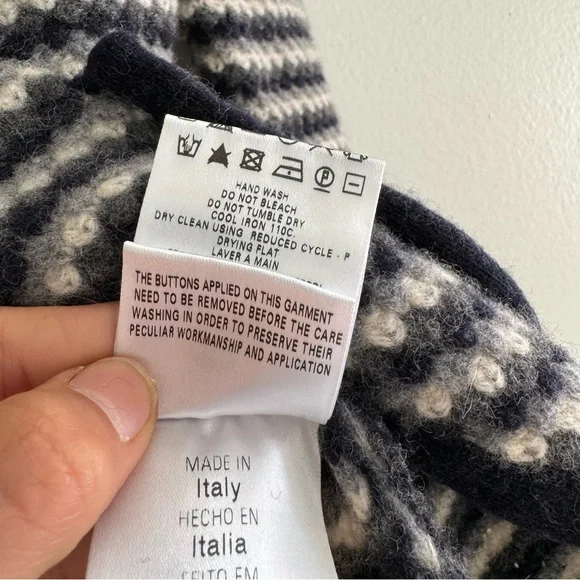 HAND WASH
DO NOT BLEACH
DO NOT TUMBLE DRY
COOL IRON 110C.
DRY CLEAN USING REDUCED CYCLE - P
DRYING FLAT
LAVER A MAIN
THE BUTTONS APPLIED ON THIS GARMENT
NEED TO BE REMOVED BEFORE THE CARE
WASHING IN ORDER TO PRESERVE THEIR
PECULIAR WORKMANSHIP AND APPLICATION
MADE IN
Italy
HECHO EN
Italia
FEITO EM